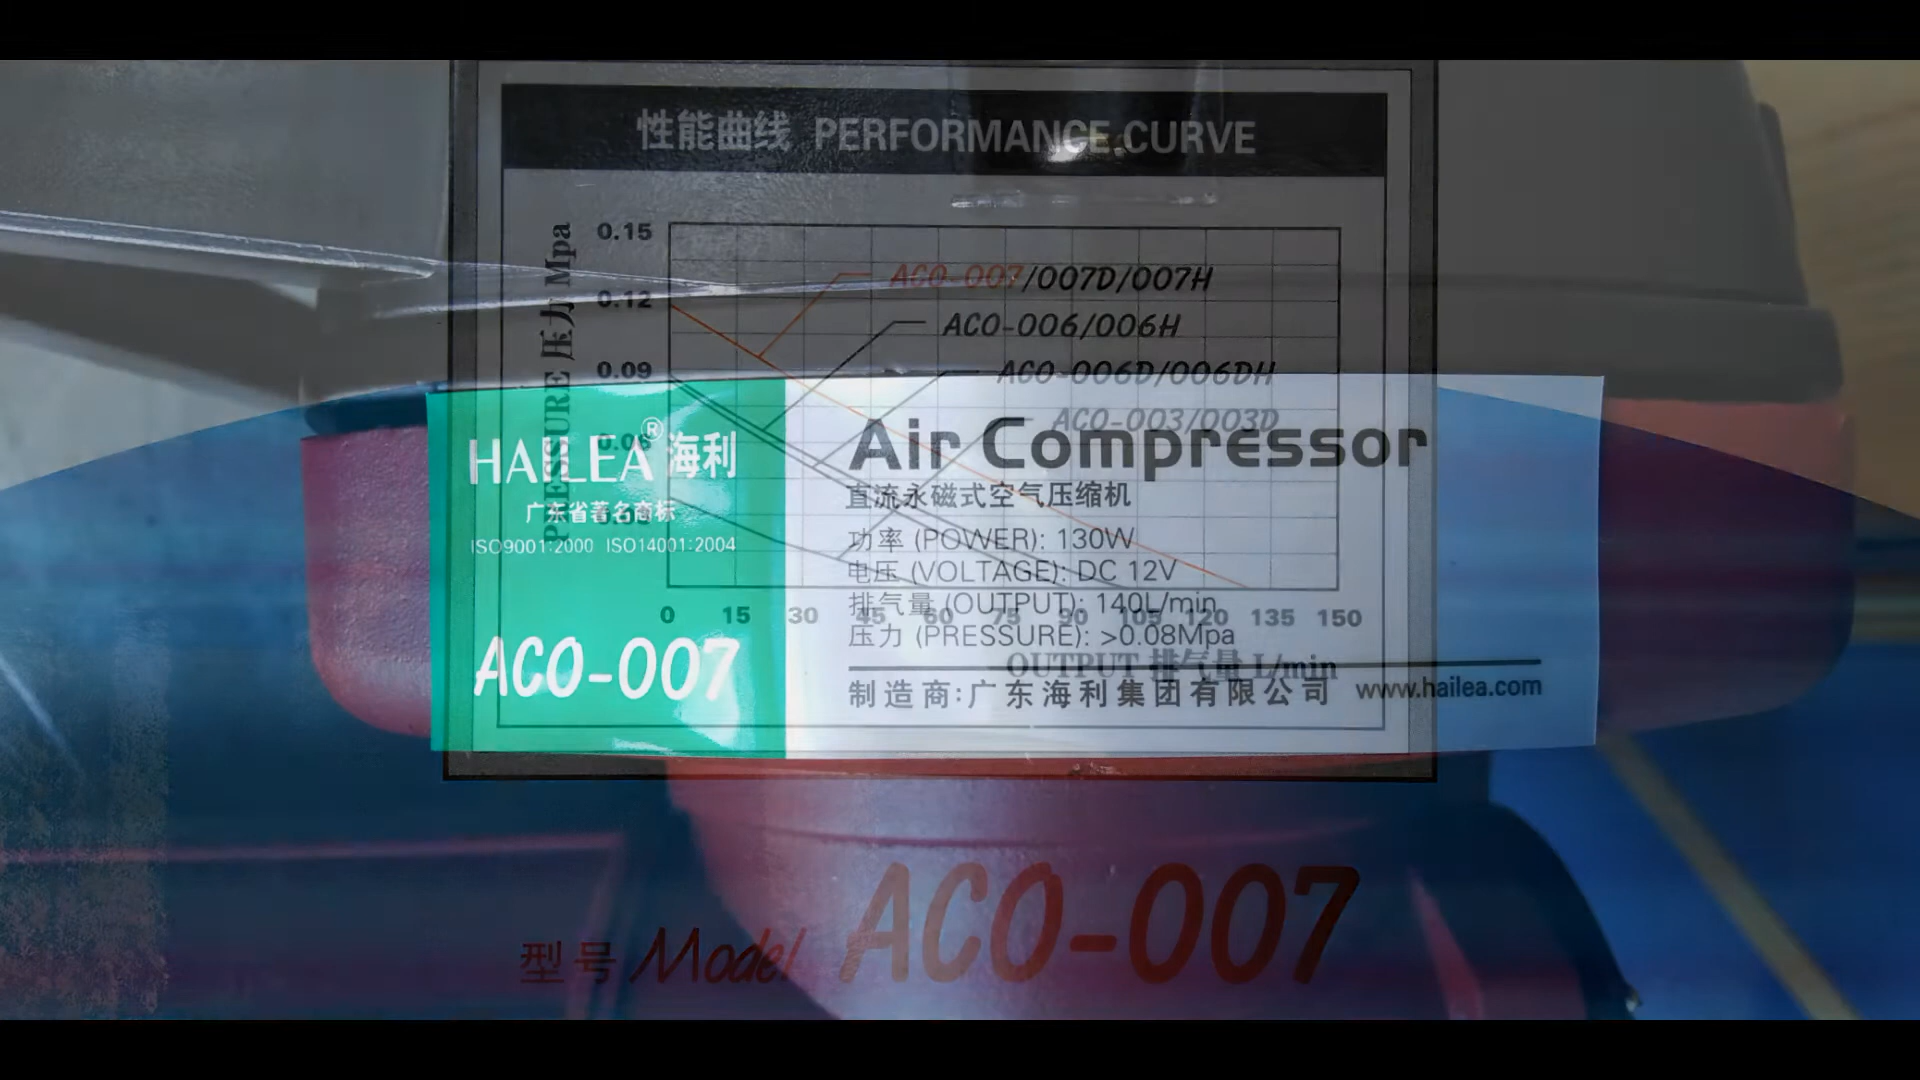 性能曲线 PERFORMANCE CURVE
PRESSURE 压力 Mpa
0.15
0.12
0.09
0.06
ACO-007/007D/007H
ACO-006/006H
ACO-006D/006DH
ACO-003/003D
0 15 30 45 60 75 90 105 120 135 150
OUTPUT 排气量 L/min
HAILEA® 海利
广东省著名商标
ISO9001:2000 ISO14001:2004
ACO-007
Air Compressor
直流永磁式空气压缩机
功率 (POWER): 130W
电压 (VOLTAGE): DC 12V
排气量 (OUTPUT): 140L/min
压力 (PRESSURE): >0.08Mpa
制造商:广东海利集团有限公司 www.hailea.com
型号 Model ACO-007